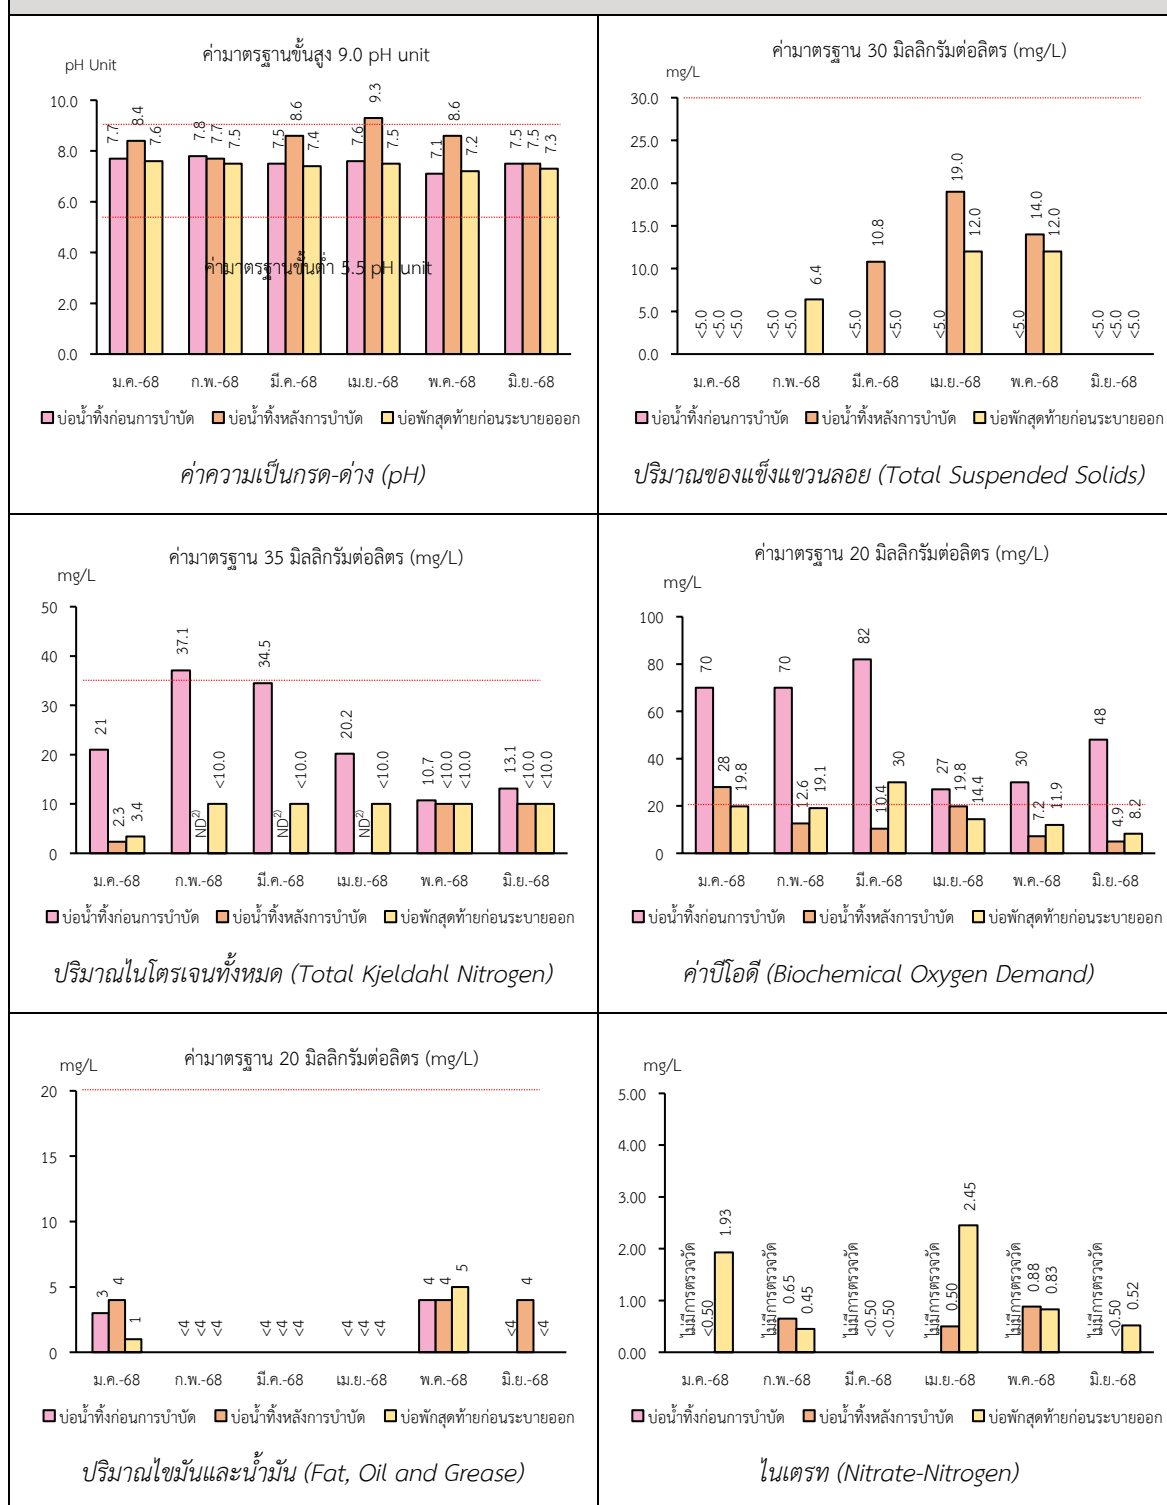 ค่ามาตรฐานขั้นสูง 9.0 pH unit
pH Unit
10.0
8.0
6.0
4.0
2.0
0.0
7.7 8.4 7.6 7.8 7.7 7.5 7.5 8.6 7.4 7.6 9.3 7.5 7.1 8.6 7.2 7.5 7.5 7.3
ค่ามาตรฐานขั้นต่ำ 5.5 pH unit
ม.ค.-68 ก.พ.-68 มี.ค.-68 เม.ย.-68 พ.ค.-68 มิ.ย.-68
บ่อน้ำทิ้งก่อนการบำบัด บ่อน้ำทิ้งหลังการบำบัด บ่อพักสุดท้ายก่อนระบายออออก
ค่าความเป็นกรด-ด่าง (pH)
ค่ามาตรฐาน 30 มิลลิกรัมต่อลิตร (mg/L)
mg/L
30.0
25.0
20.0
15.0
10.0
5.0
0.0
<5.0 <5.0 <5.0 <5.0 <5.0 6.4 <5.0 10.8 <5.0 <5.0 19.0 12.0 <5.0 14.0 12.0 <5.0 <5.0 <5.0
ม.ค.-68 ก.พ.-68 มี.ค.-68 เม.ย.-68 พ.ค.-68 มิ.ย.-68
บ่อน้ำทิ้งก่อนการบำบัด บ่อน้ำทิ้งหลังการบำบัด บ่อพักสุดท้ายก่อนระบายออก
ปริมาณของแข็งแขวนลอย (Total Suspended Solids)
ค่ามาตรฐาน 35 มิลลิกรัมต่อลิตร (mg/L)
mg/L
50
40
30
20
10
0
21 2.3 3.4 37.1 ND2) <10.0 34.5 ND2) <10.0 20.2 ND2) <10.0 10.7 <10.0 <10.0 13.1 <10.0 <10.0
ม.ค.-68 ก.พ.-68 มี.ค.-68 เม.ย.-68 พ.ค.-68 มิ.ย.-68
บ่อน้ำทิ้งก่อนการบำบัด บ่อน้ำทิ้งหลังการบำบัด บ่อพักสุดท้ายก่อนระบายออก
ปริมาณไนโตรเจนทั้งหมด (Total Kjeldahl Nitrogen)
ค่ามาตรฐาน 20 มิลลิกรัมต่อลิตร (mg/L)
mg/L
100
80
60
40
20
0
70 28 19.8 70 12.6 19.1 82 10.4 30 27 19.8 14.4 30 7.2 11.9 48 4.9 8.2
ม.ค.-68 ก.พ.-68 มี.ค.-68 เม.ย.-68 พ.ค.-68 มิ.ย.-68
บ่อน้ำทิ้งก่อนการบำบัด บ่อน้ำทิ้งหลังการบำบัด บ่อพักสุดท้ายก่อนระบายออก
ค่าบีโอดี (Biochemical Oxygen Demand)
ค่ามาตรฐาน 20 มิลลิกรัมต่อลิตร (mg/L)
mg/L
20
15
10
5
0
3 4 1 <4 <4 <4 <4 <4 <4 <4 <4 <4 4 4 5 <4 4 <4
ม.ค.-68 ก.พ.-68 มี.ค.-68 เม.ย.-68 พ.ค.-68 มิ.ย.-68
บ่อน้ำทิ้งก่อนการบำบัด บ่อน้ำทิ้งหลังการบำบัด บ่อพักสุดท้ายก่อนระบายออก
ปริมาณไขมันและน้ำมัน (Fat, Oil and Grease)
mg/L
5.00
4.00
3.00
2.00
1.00
0.00
ไม่มีการตรวจวัด <0.50 1.93 ไม่มีการตรวจวัด 0.65 0.45 ไม่มีการตรวจวัด <0.50 <0.50 ไม่มีการตรวจวัด 0.50 2.45 ไม่มีการตรวจวัด 0.88 0.83 ไม่มีการตรวจวัด <0.50 0.52
ม.ค.-68 ก.พ.-68 มี.ค.-68 เม.ย.-68 พ.ค.-68 มิ.ย.-68
บ่อน้ำทิ้งก่อนการบำบัด บ่อน้ำทิ้งหลังการบำบัด บ่อพักสุดท้ายก่อนระบายออก
ไนเตรท (Nitrate-Nitrogen)